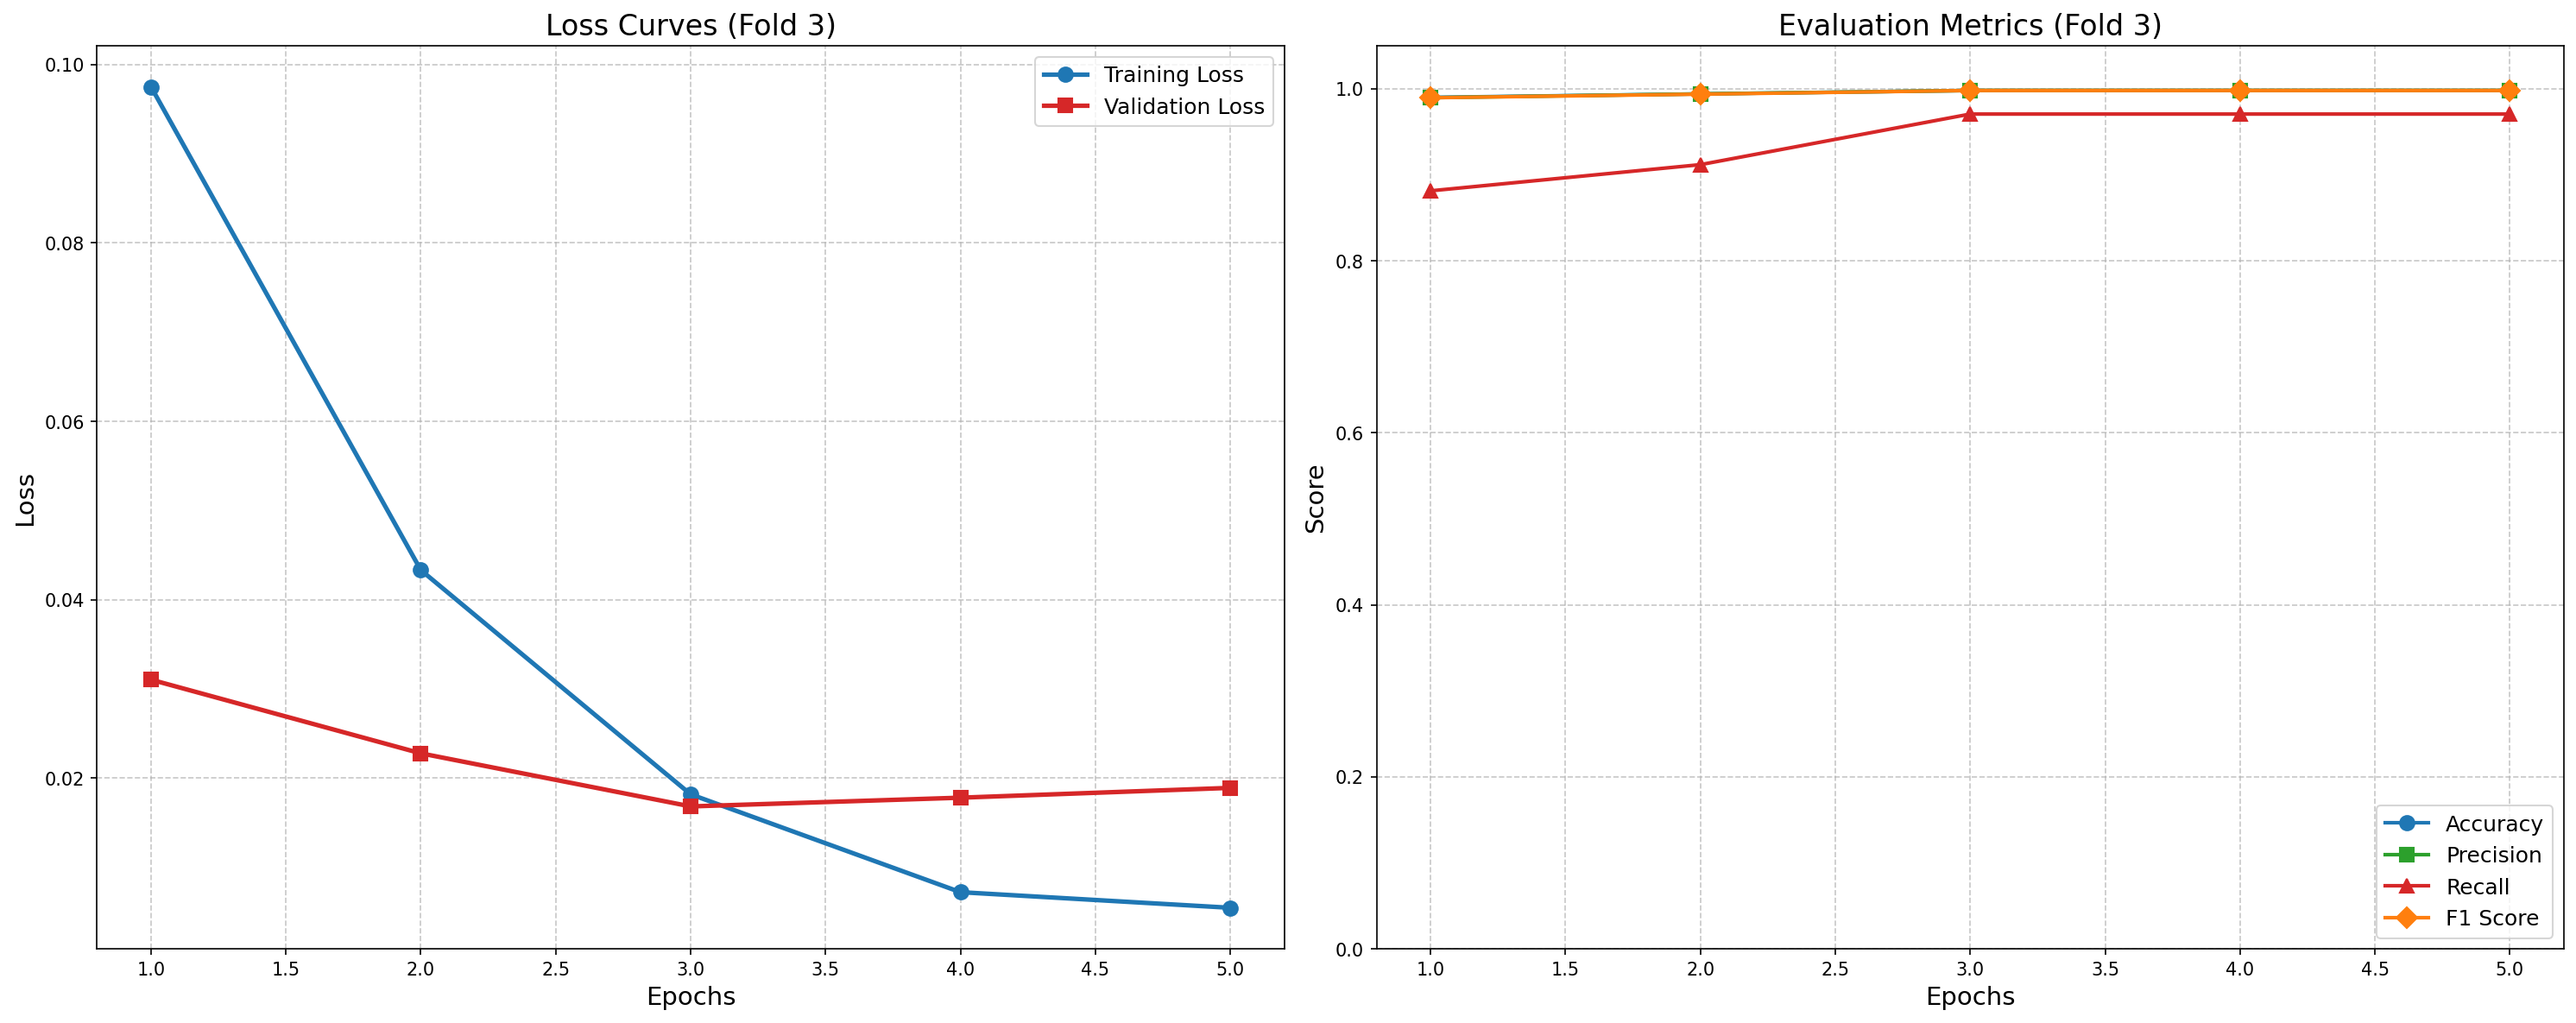 Loss Curves (Fold 3)
0.10
0.08
0.06
0.04
0.02
Loss
1.0 1.5 2.0 2.5 3.0 3.5 4.0 4.5 5.0
Epochs
Training Loss
Validation Loss
Evaluation Metrics (Fold 3)
1.0
0.8
0.6
0.4
0.2
0.0
Score
1.0 1.5 2.0 2.5 3.0 3.5 4.0 4.5 5.0
Epochs
Accuracy
Precision
Recall
F1 Score